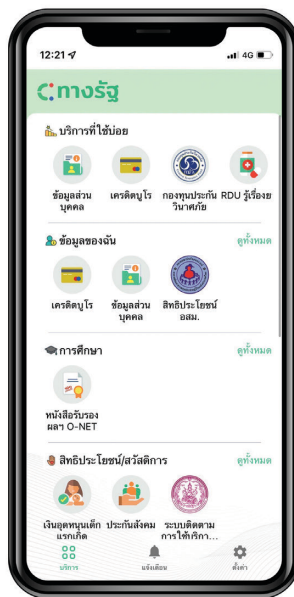 12:21
4G
ทางรัฐ
บริการที่ใช้บ่อย
ข้อมูลส่วน
บุคคล
เครดิตบูโร
กองทุนประกัน
วินาศภัย
RDU รู้เรื่องย
ข้อมูลของฉัน
ดูทั้งหมด
เครดิตบูโร
ข้อมูลส่วน
บุคคล
สิทธิประโยชน์
อสม.
การศึกษา
ดูทั้งหมด
หนังสือรับรอง
ผลฯ O-NET
สิทธิประโยชน์/สวัสดิการ
ดูทั้งหมด
เงินอุดหนุนเด็ก
แรกเกิด
ประกันสังคม
ระบบติดตาม
การใช้บริกา...
บริการ
แจ้งเตือน
ตั้งค่า